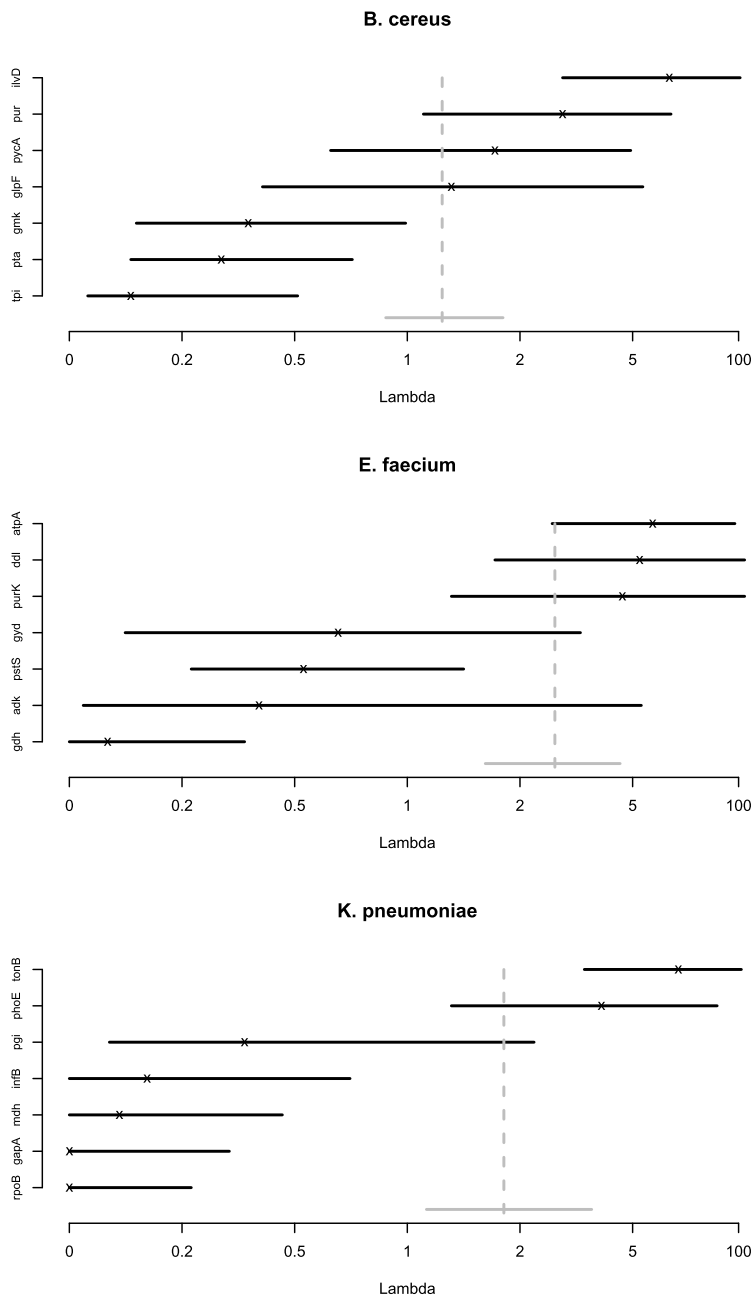 B. cereus
ilvD
pur
pycA
glpF
gmk
pta
tpi
0 0.2 0.5 1 2 5 100
Lambda
E. faecium
atpA
ddl
purK
gyd
pstS
adk
gdh
0 0.2 0.5 1 2 5 100
Lambda
K. pneumoniae
tonB
phoE
pgi
infB
mdh
gapA
rpoB
0 0.2 0.5 1 2 5 100
Lambda